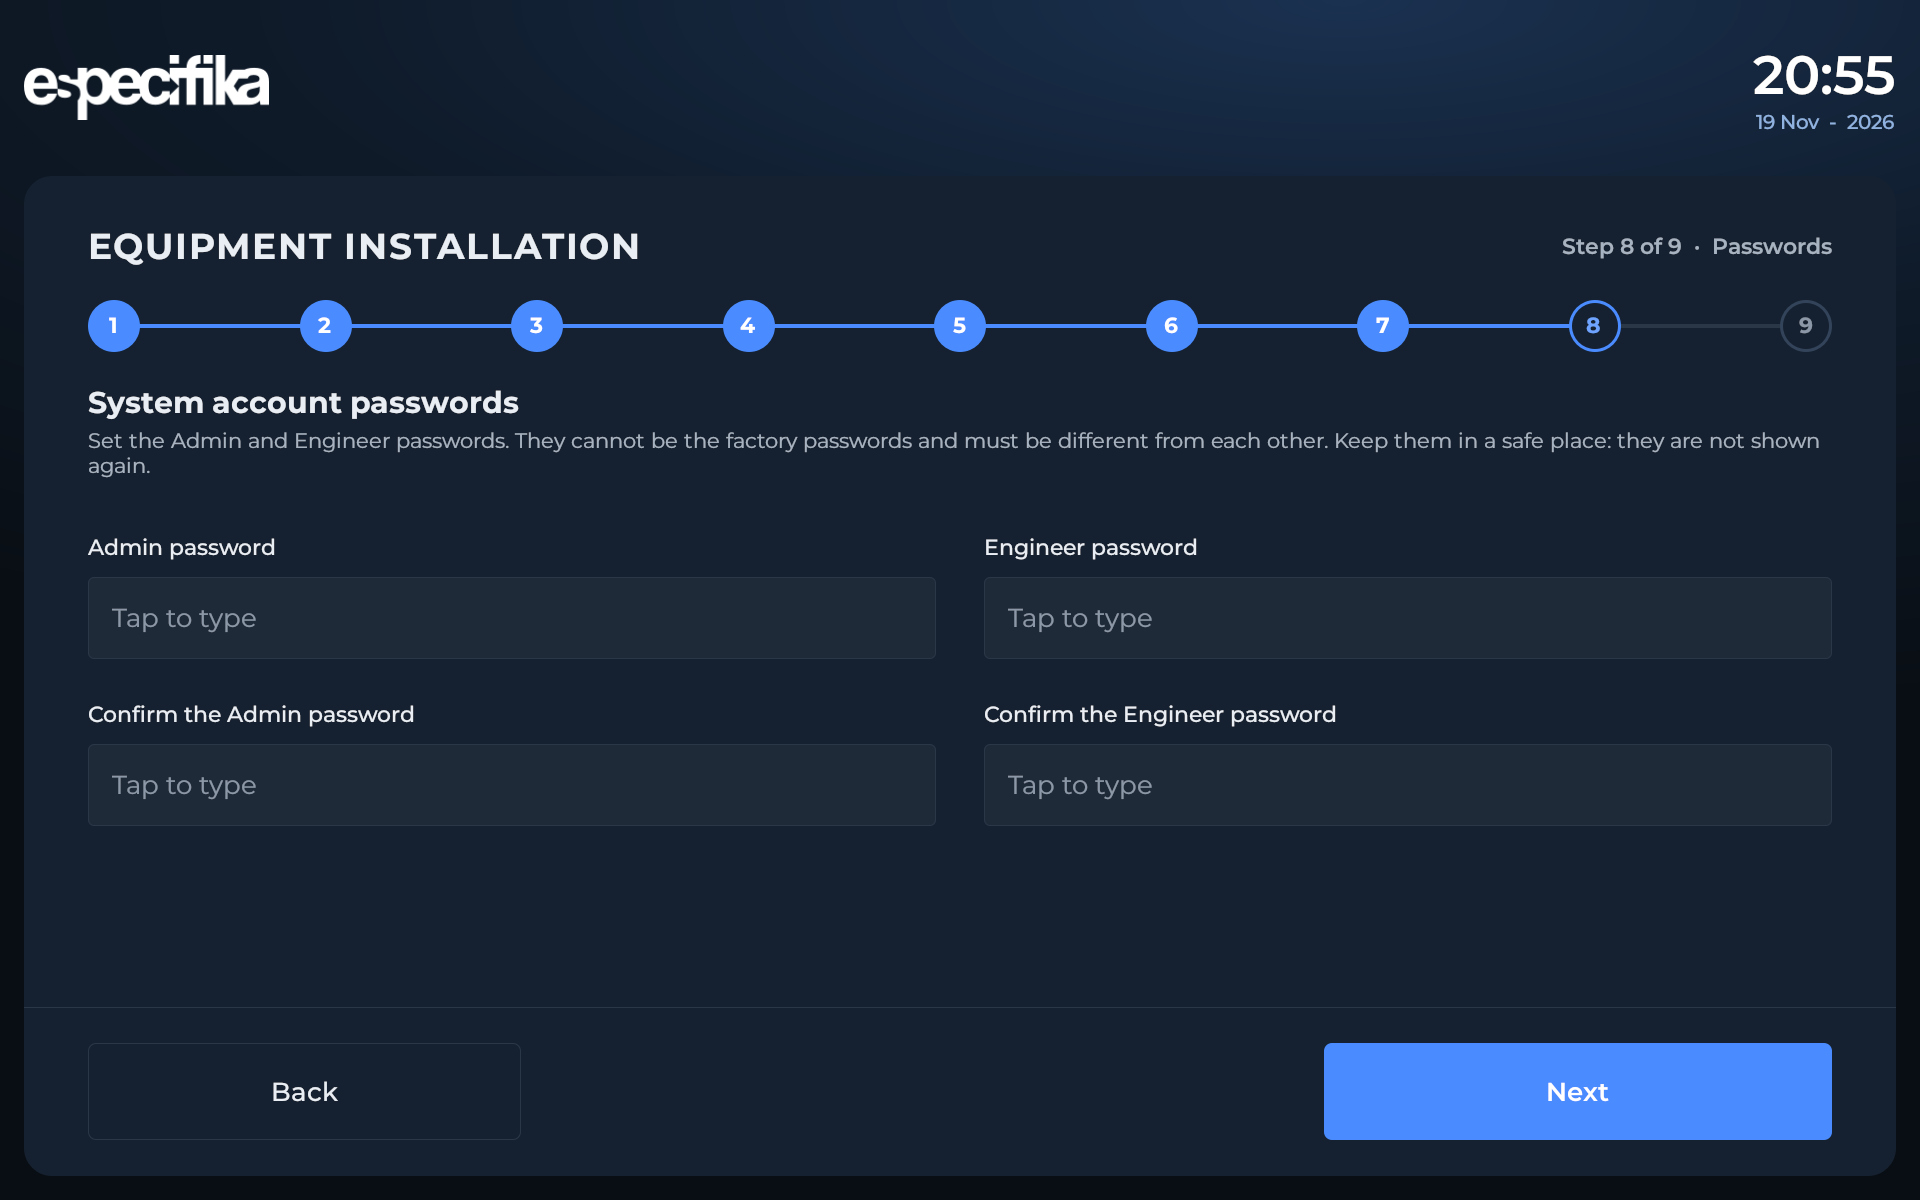 especifika
20:55
19 Nov - 2026
EQUIPMENT INSTALLATION
Step 8 of 9 · Passwords
1 2 3 4 5 6 7 8 9
System account passwords
Set the Admin and Engineer passwords. They cannot be the factory passwords and must be different from each other. Keep them in a safe place: they are not shown
again.
Admin password
Engineer password
Tap to type
Tap to type
Confirm the Admin password
Confirm the Engineer password
Tap to type
Tap to type
Back
Next